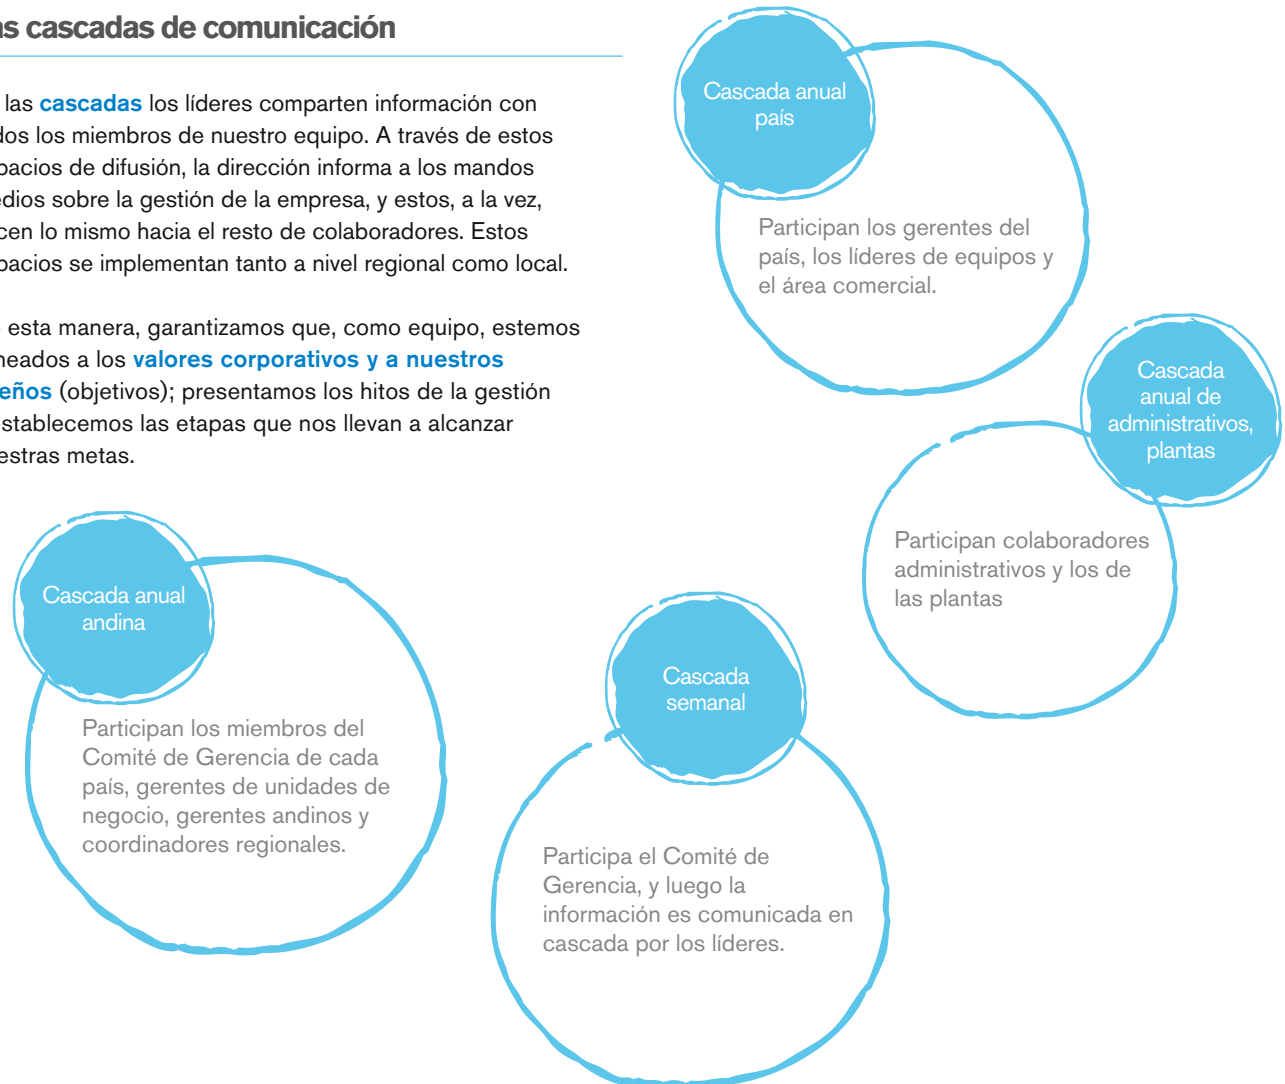 as cascadas de comunicación
las cascadas los líderes comparten información con
dos los miembros de nuestro equipo. A través de estos
pacios de difusión, la dirección informa a los mandos
edios sobre la gestión de la empresa, y estos, a la vez,
cen lo mismo hacia el resto de colaboradores. Estos
pacios se implementan tanto a nivel regional como local.
esta manera, garantizamos que, como equipo, estemos
neados a los valores corporativos y a nuestros
eños (objetivos); presentamos los hitos de la gestión
establecemos las etapas que nos llevan a alcanzar
estras metas.
Cascada anual
país
Participan los gerentes del
país, los líderes de equipos y
el área comercial.
Cascada
anual de
administrativos,
plantas
Participan colaboradores
administrativos y los de
las plantas
Cascada anual
andina
Participan los miembros del
Comité de Gerencia de cada
país, gerentes de unidades de
negocio, gerentes andinos y
coordinadores regionales.
Cascada
semanal
Participa el Comité de
Gerencia, y luego la
información es comunicada en
cascada por los líderes.